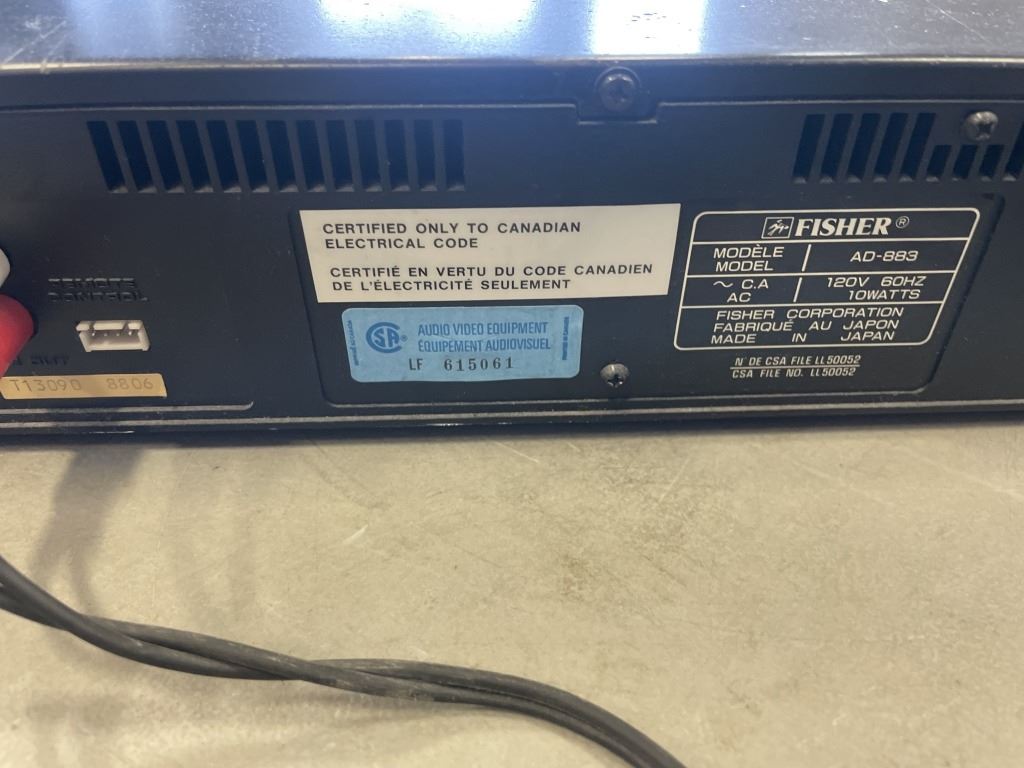 CERTIFIED ONLY TO CANADIAN
ELECTRICAL CODE
CERTIFIÉ EN VERTU DU CODE CANADIEN
DE L'ÉLECTRICITÉ SEULEMENT
AUDIO VIDEO EQUIPMENT
ÉQUIPEMENT AUDIOVISUEL
LF 615061
FISHER®
MODÈLE
MODEL AD-883
~ C.A 120V 60HZ
AC 10WATTS
FISHER CORPORATION
FABRIQUÉ AU JAPON
MADE IN JAPAN
N° DE CSA FILE LL50052
CSA FILE NO. LL50052
REMOTE
CONTROL
T13090 8806